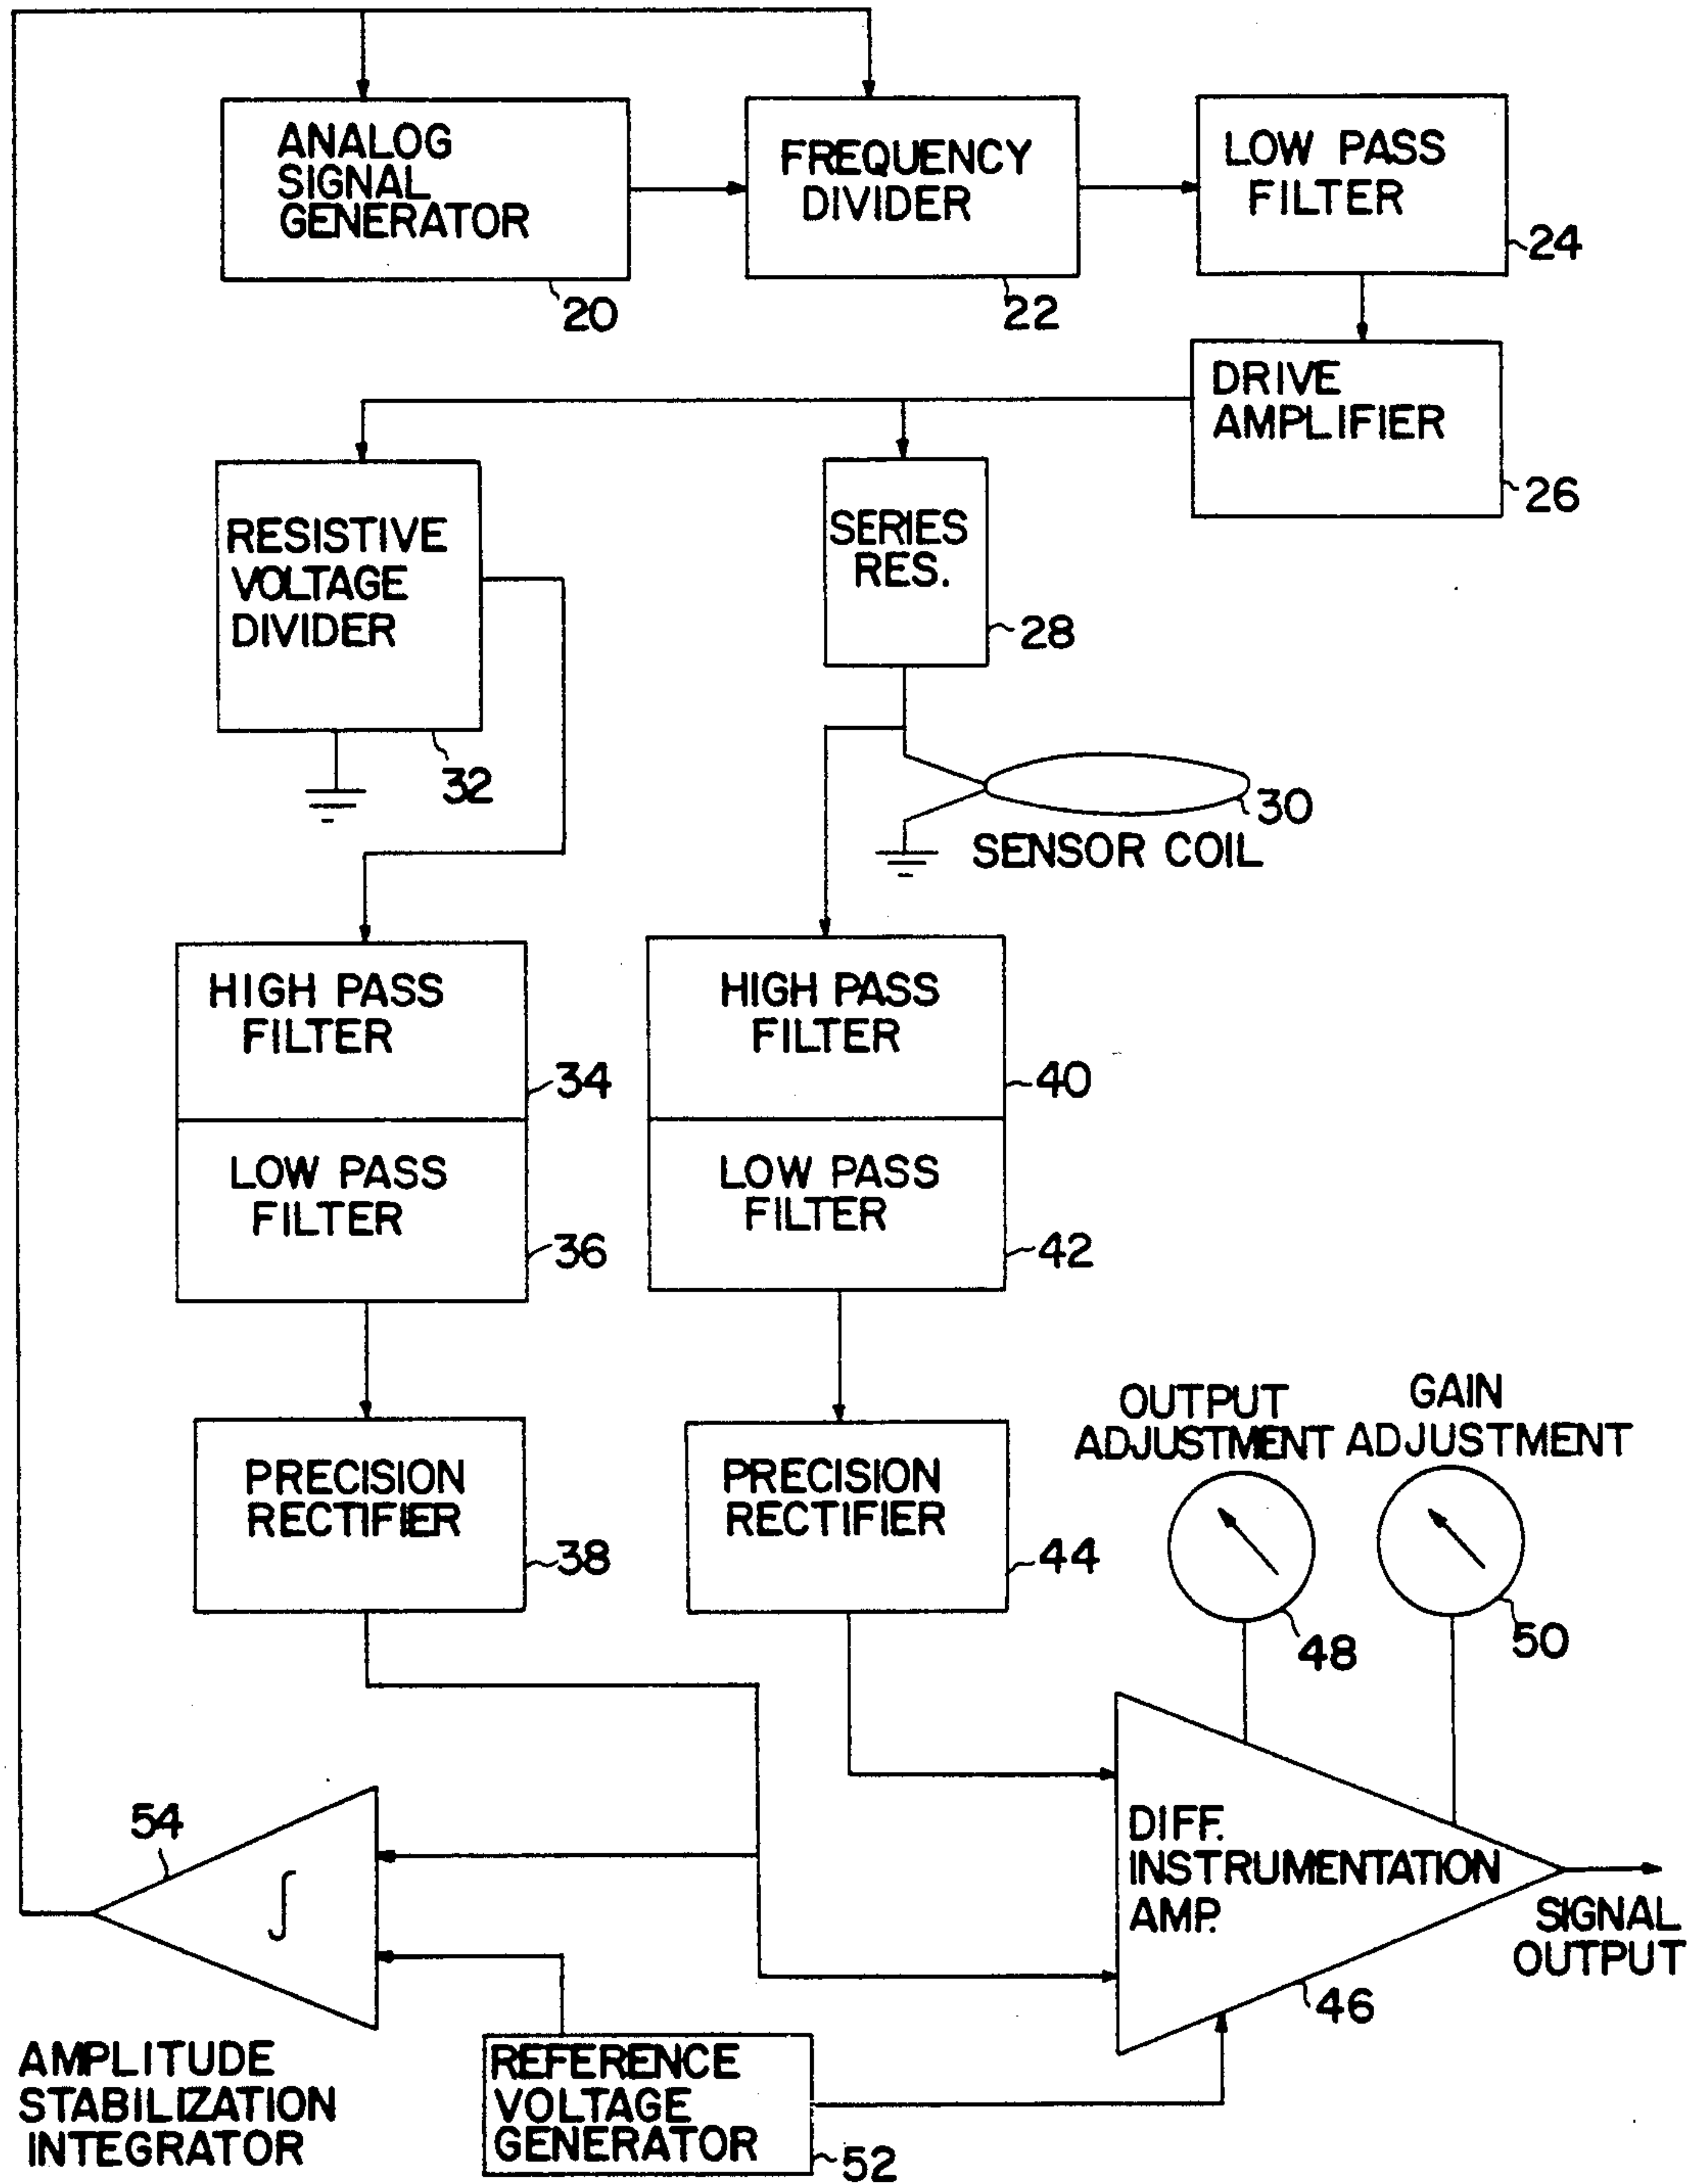 ANALOG
SIGNAL
GENERATOR
20
FREQUENCY
DIVIDER
22
LOW PASS
FILTER
24
DRIVE
AMPLIFIER
26
RESISTIVE
VOLTAGE
DIVIDER
32
SERIES
RES.
28
30
SENSOR COIL
HIGH PASS
FILTER
34
LOW PASS
FILTER
36
HIGH PASS
FILTER
40
LOW PASS
FILTER
42
PRECISION
RECTIFIER
38
PRECISION
RECTIFIER
44
OUTPUT
ADJUSTMENT
48
GAIN
ADJUSTMENT
50
54
∫
AMPLITUDE
STABILIZATION
INTEGRATOR
DIFF.
INSTRUMENTATION
AMP.
46
SIGNAL
OUTPUT
REFERENCE
VOLTAGE
GENERATOR
52